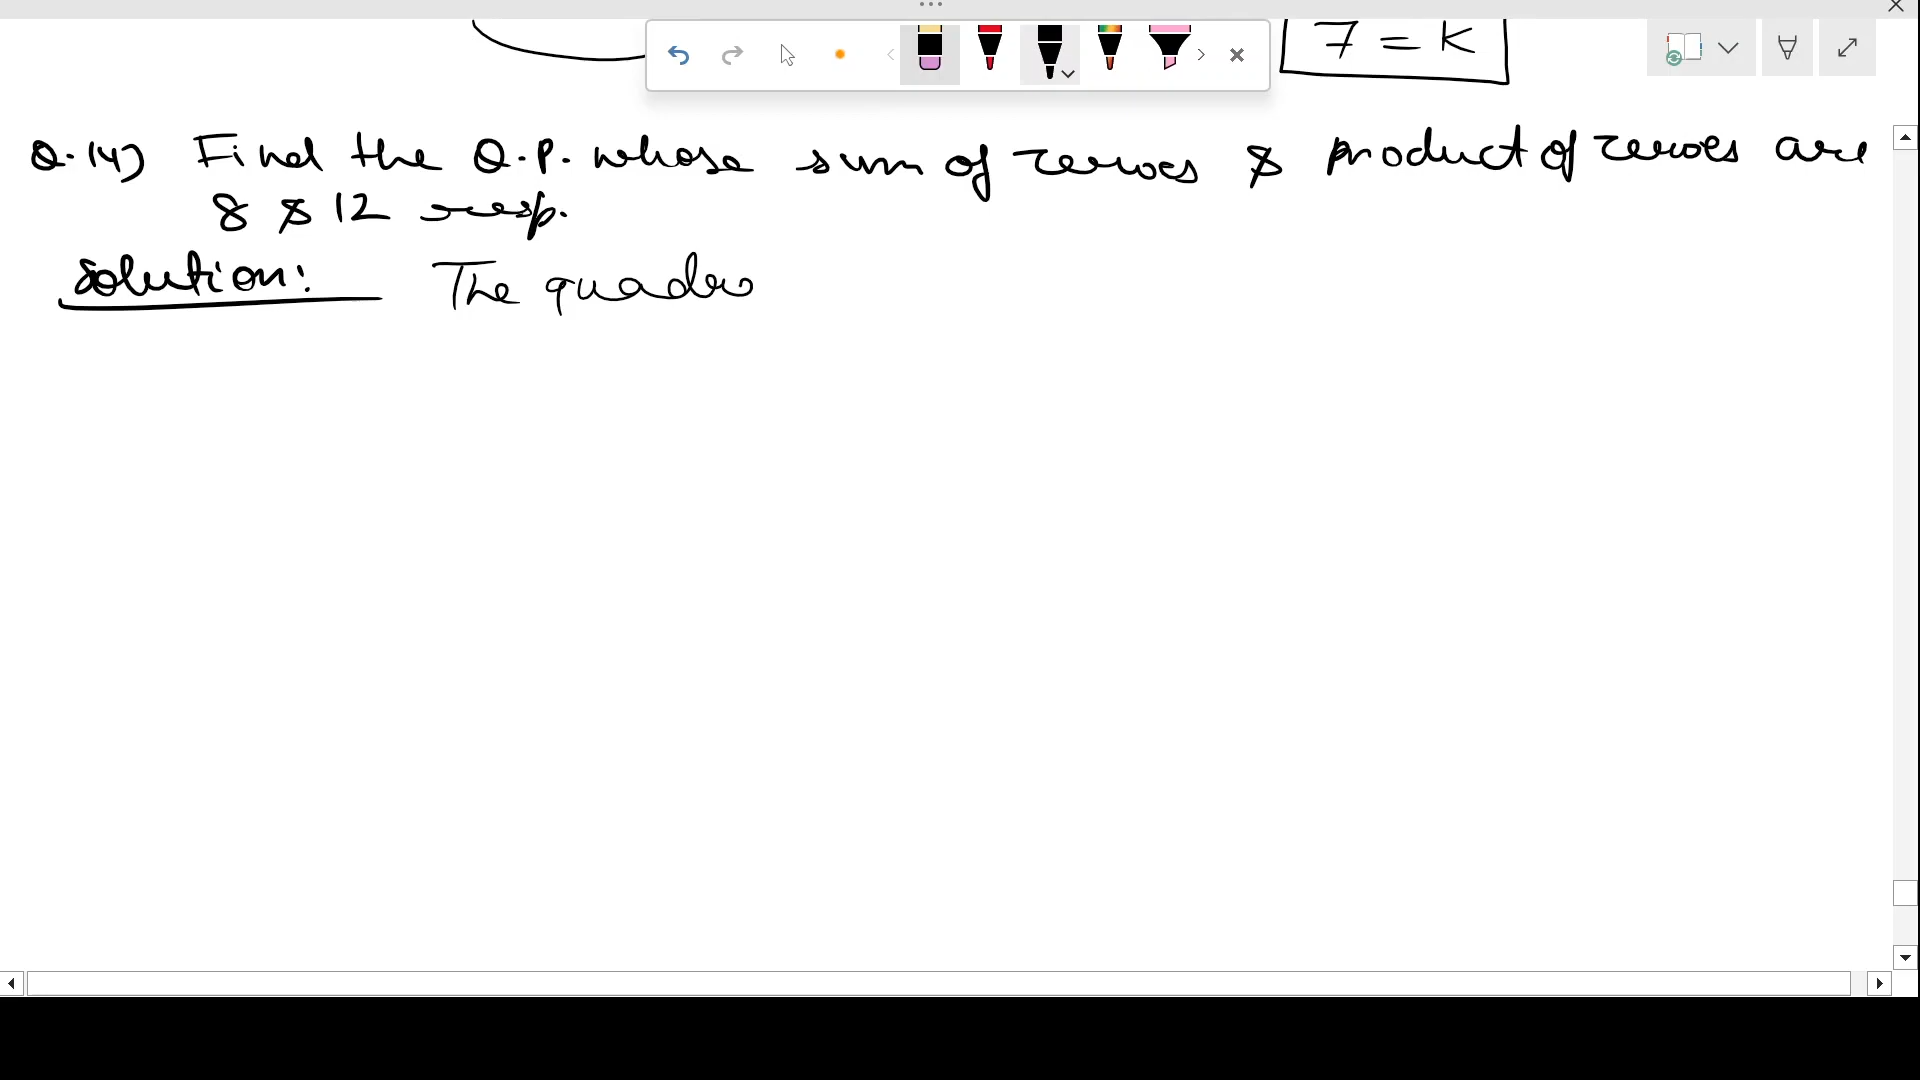 7 = K
Q.14) Find the Q.P. whose sum of zeroes & product of zeroes are
8 & 12 resp.
Solution: The quadra